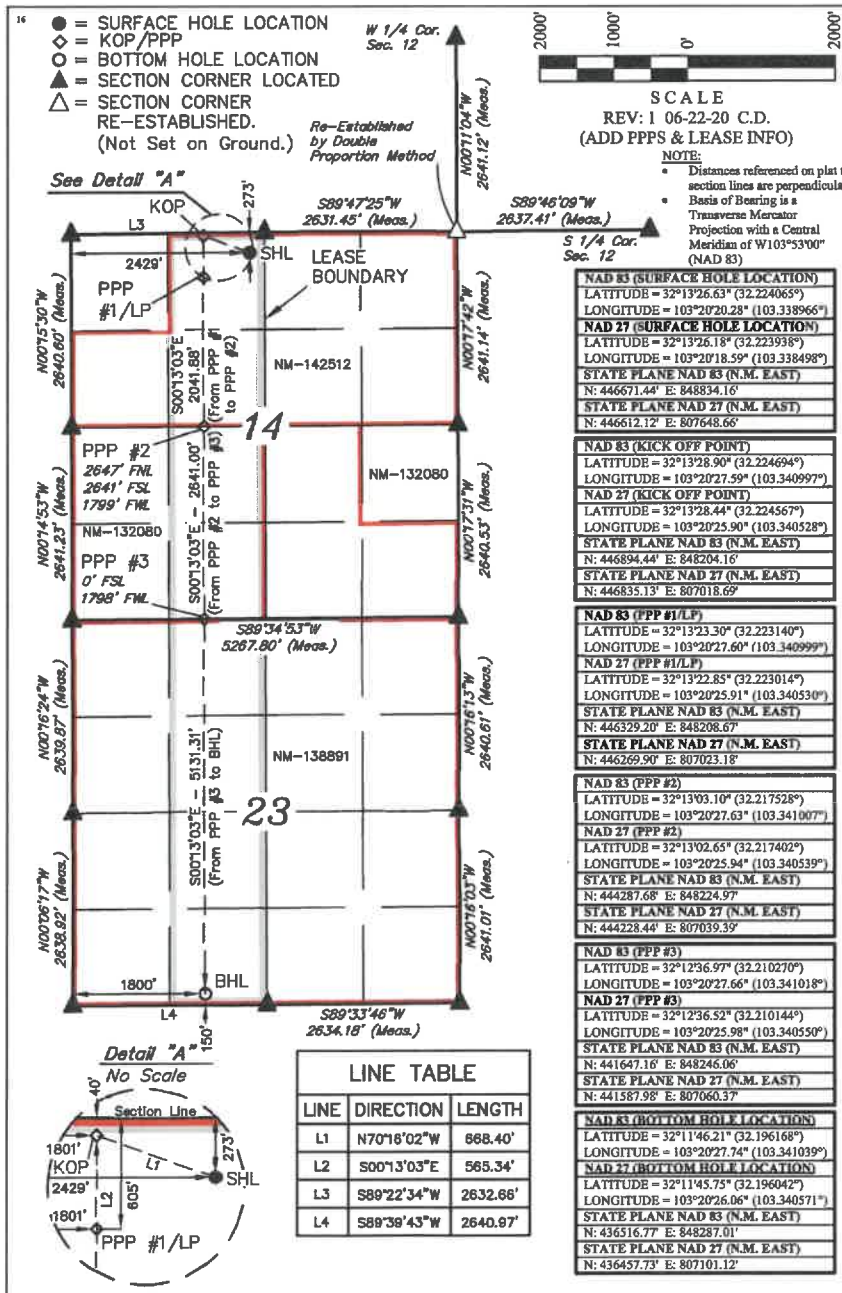 16
● = SURFACE HOLE LOCATION
◇ = KOP/PPP
○ = BOTTOM HOLE LOCATION
▲ = SECTION CORNER LOCATED
△ = SECTION CORNER
RE-ESTABLISHED.
(Not Set on Ground.)
Re-Established
by Double
Proportion Method
W 1/4 Cor.
Sec. 12
N00°11'04"W
2641.12' (Meas.)
2000'
1000'
0'
2000'
SCALE
REV: 1 06-22-20 C.D.
(ADD PPPS & LEASE INFO)
NOTE:
• Distances referenced on plat t
section lines are perpendicula
• Basis of Bearing is a
Transverse Mercator
Projection with a Central
Meridian of W103°53'00"
(NAD 83)
See Detail "A"
KOP
L3
273'
S89°47'25"W
2631.45' (Meas.)
S89°46'09"W
2637.41' (Meas.)
S 1/4 Cor.
Sec. 12
2429'
SHL
LEASE
BOUNDARY
PPP
#1/LP
N00°15'30"W
2640.60' (Meas.)
S00°13'03"E
2041.88'
(From PPP #1
to PPP #2)
NM-142512
N00°17'42"W
2641.14' (Meas.)
14
PPP #2
2647' FNL
2641' FSL
1799' FWL
NM-132080
NM-132080
N00°14'53"W
2641.23' (Meas.)
S00°13'03"E - 2641.00'
(From PPP #2 to PPP #3)
N00°17'31"W
2640.53' (Meas.)
PPP #3
0' FSL
1798' FWL
S89°34'53"W
5267.80' (Meas.)
N00°16'24"W
2639.87' (Meas.)
S00°13'03"E - 5131.31'
(From PPP #3 to BHL)
NM-138891
N00°16'13"W
2640.61' (Meas.)
23
N00°06'17"W
2638.92' (Meas.)
N00°16'03"W
2641.01' (Meas.)
1800'
BHL
L4
150'
S89°33'46"W
2634.18' (Meas.)
Detail "A"
No Scale
40'
Section Line
1801'
KOP
L1
273'
2429'
SHL
L2
605'
1801'
PPP #1/LP
LINE TABLE
LINE DIRECTION LENGTH
L1 N70°16'02"W 668.40'
L2 S00°13'03"E 565.34'
L3 S89°22'34"W 2632.66'
L4 S89°39'43"W 2640.97'
NAD 83 (SURFACE HOLE LOCATION)
LATITUDE = 32°13'26.63" (32.224065°)
LONGITUDE = 103°20'20.28" (103.338966°)
NAD 27 (SURFACE HOLE LOCATION)
LATITUDE = 32°13'26.18" (32.223938°)
LONGITUDE = 103°20'18.59" (103.338498°)
STATE PLANE NAD 83 (N.M. EAST)
N: 446671.44' E: 848834.16'
STATE PLANE NAD 27 (N.M. EAST)
N: 446612.12' E: 807648.66'
NAD 83 (KICK OFF POINT)
LATITUDE = 32°13'28.90" (32.224694°)
LONGITUDE = 103°20'27.59" (103.340997°)
NAD 27 (KICK OFF POINT)
LATITUDE = 32°13'28.44" (32.224567°)
LONGITUDE = 103°20'25.90" (103.340528°)
STATE PLANE NAD 83 (N.M. EAST)
N: 446894.44' E: 848204.16'
STATE PLANE NAD 27 (N.M. EAST)
N: 446835.13' E: 807018.69'
NAD 83 (PPP #1/LP)
LATITUDE = 32°13'23.30" (32.223140°)
LONGITUDE = 103°20'27.60" (103.340999°)
NAD 27 (PPP #1/LP)
LATITUDE = 32°13'22.85" (32.223014°)
LONGITUDE = 103°20'25.91" (103.340530°)
STATE PLANE NAD 83 (N.M. EAST)
N: 446329.20' E: 848208.67'
STATE PLANE NAD 27 (N.M. EAST)
N: 446269.90' E: 807023.18'
NAD 83 (PPP #2)
LATITUDE = 32°13'03.10" (32.217528°)
LONGITUDE = 103°20'27.63" (103.341007°)
NAD 27 (PPP #2)
LATITUDE = 32°13'02.65" (32.217402°)
LONGITUDE = 103°20'25.94" (103.340539°)
STATE PLANE NAD 83 (N.M. EAST)
N: 444287.68' E: 848224.97'
STATE PLANE NAD 27 (N.M. EAST)
N: 444228.44' E: 807039.39'
NAD 83 (PPP #3)
LATITUDE = 32°12'36.97" (32.210270°)
LONGITUDE = 103°20'27.66" (103.341018°)
NAD 27 (PPP #3)
LATITUDE = 32°12'36.52" (32.210144°)
LONGITUDE = 103°20'25.98" (103.340550°)
STATE PLANE NAD 83 (N.M. EAST)
N: 441647.16' E: 848246.06'
STATE PLANE NAD 27 (N.M. EAST)
N: 441587.98' E: 807060.37'
NAD 83 (BOTTOM HOLE LOCATION)
LATITUDE = 32°11'46.21" (32.196168°)
LONGITUDE = 103°20'27.74" (103.341039°)
NAD 27 (BOTTOM HOLE LOCATION)
LATITUDE = 32°11'45.75" (32.196042°)
LONGITUDE = 103°20'26.06" (103.340571°)
STATE PLANE NAD 83 (N.M. EAST)
N: 436516.77' E: 848287.01'
STATE PLANE NAD 27 (N.M. EAST)
N: 436457.73' E: 807101.12'